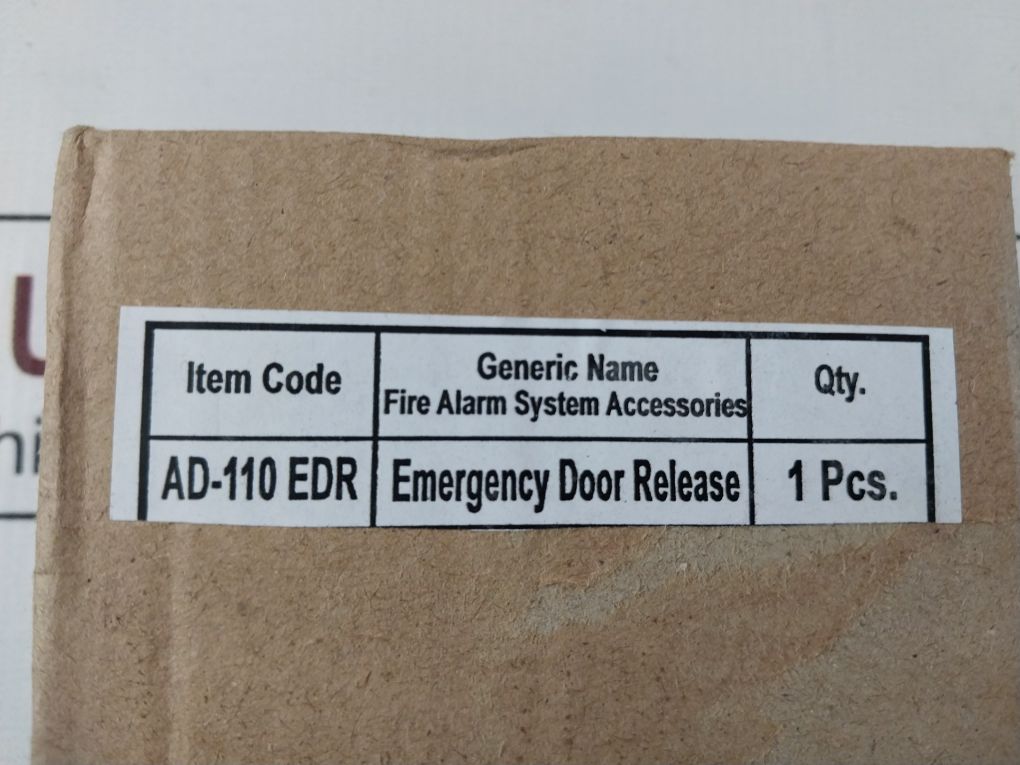 Item Code
Generic Name
Fire Alarm System Accessories
Qty.
AD-110 EDR
Emergency Door Release
1 Pcs.